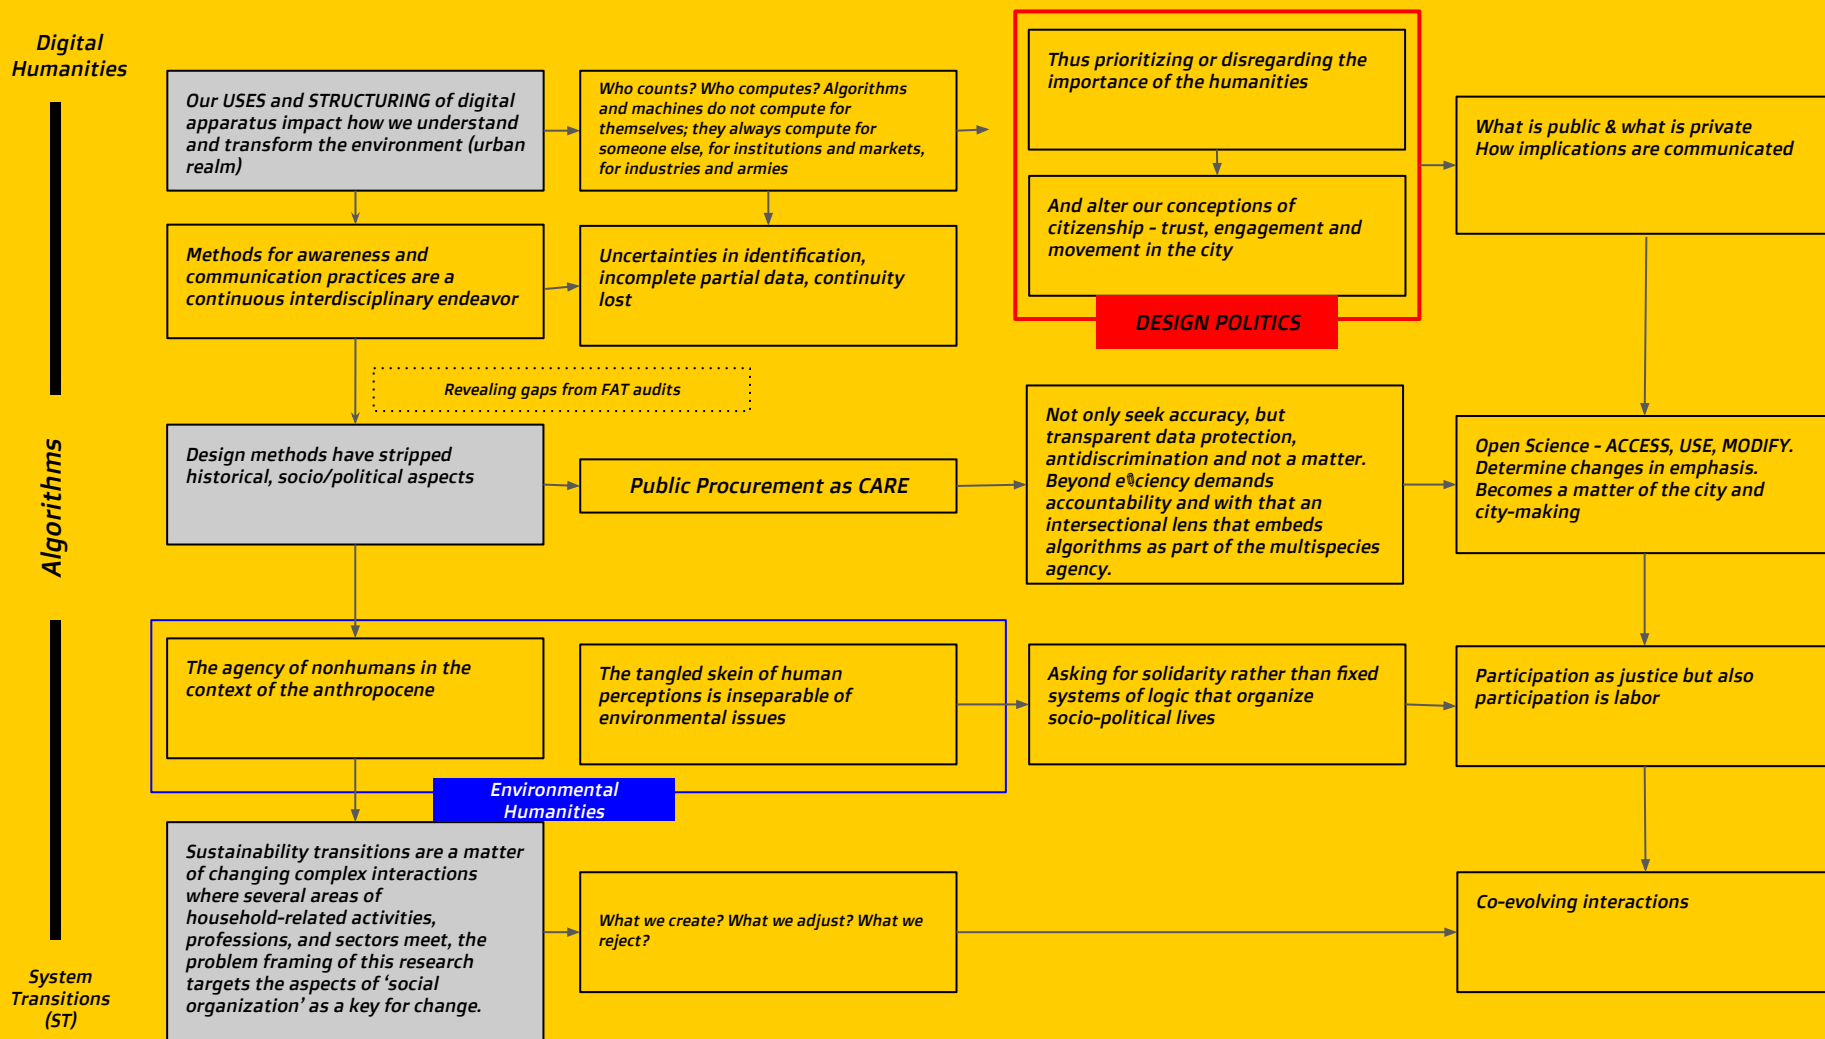 Digital
Humanities
Our USES and STRUCTURING of digital
apparatus impact how we understand
and transform the environment (urban
realm)
Who counts? Who computes? Algorithms
and machines do not compute for
themselves; they always compute for
someone else, for institutions and markets,
for industries and armies
Thus prioritizing or disregarding the
importance of the humanities
What is public & what is private
How implications are communicated
Methods for awareness and
communication practices are a
continuous interdisciplinary endeavor
Uncertainties in identification,
incomplete partial data, continuity
lost
And alter our conceptions of
citizenship - trust, engagement and
movement in the city
DESIGN POLITICS
Revealing gaps from FAT audits
Algorithms
Design methods have stripped
historical, socio/political aspects
Public Procurement as CARE
Not only seek accuracy, but
transparent data protection,
antidiscrimination and not a matter.
Beyond demands
accountability and with that an
intersectional lens that embeds
algorithms as part of the multispecies
agency.
Open Science - ACCESS, USE, MODIFY.
Determine changes in emphasis.
Becomes a matter of the city and
city-making
The agency of nonhumans in the
context of the anthropocene
The tangled skein of human
perceptions is inseparable of
environmental issues
Asking for solidarity rather than fixed
systems of logic that organize
socio-political lives
Participation as justice but also
participation is labor
Environmental
Humanities
Sustainability transitions are a matter
of changing complex interactions
where several areas of
household-related activities,
professions, and sectors meet, the
problem framing of this research
targets the aspects of ‘social
organization’ as a key for change.
What we create? What we adjust? What we
reject?
Co-evolving interactions
System
Transitions
(ST)